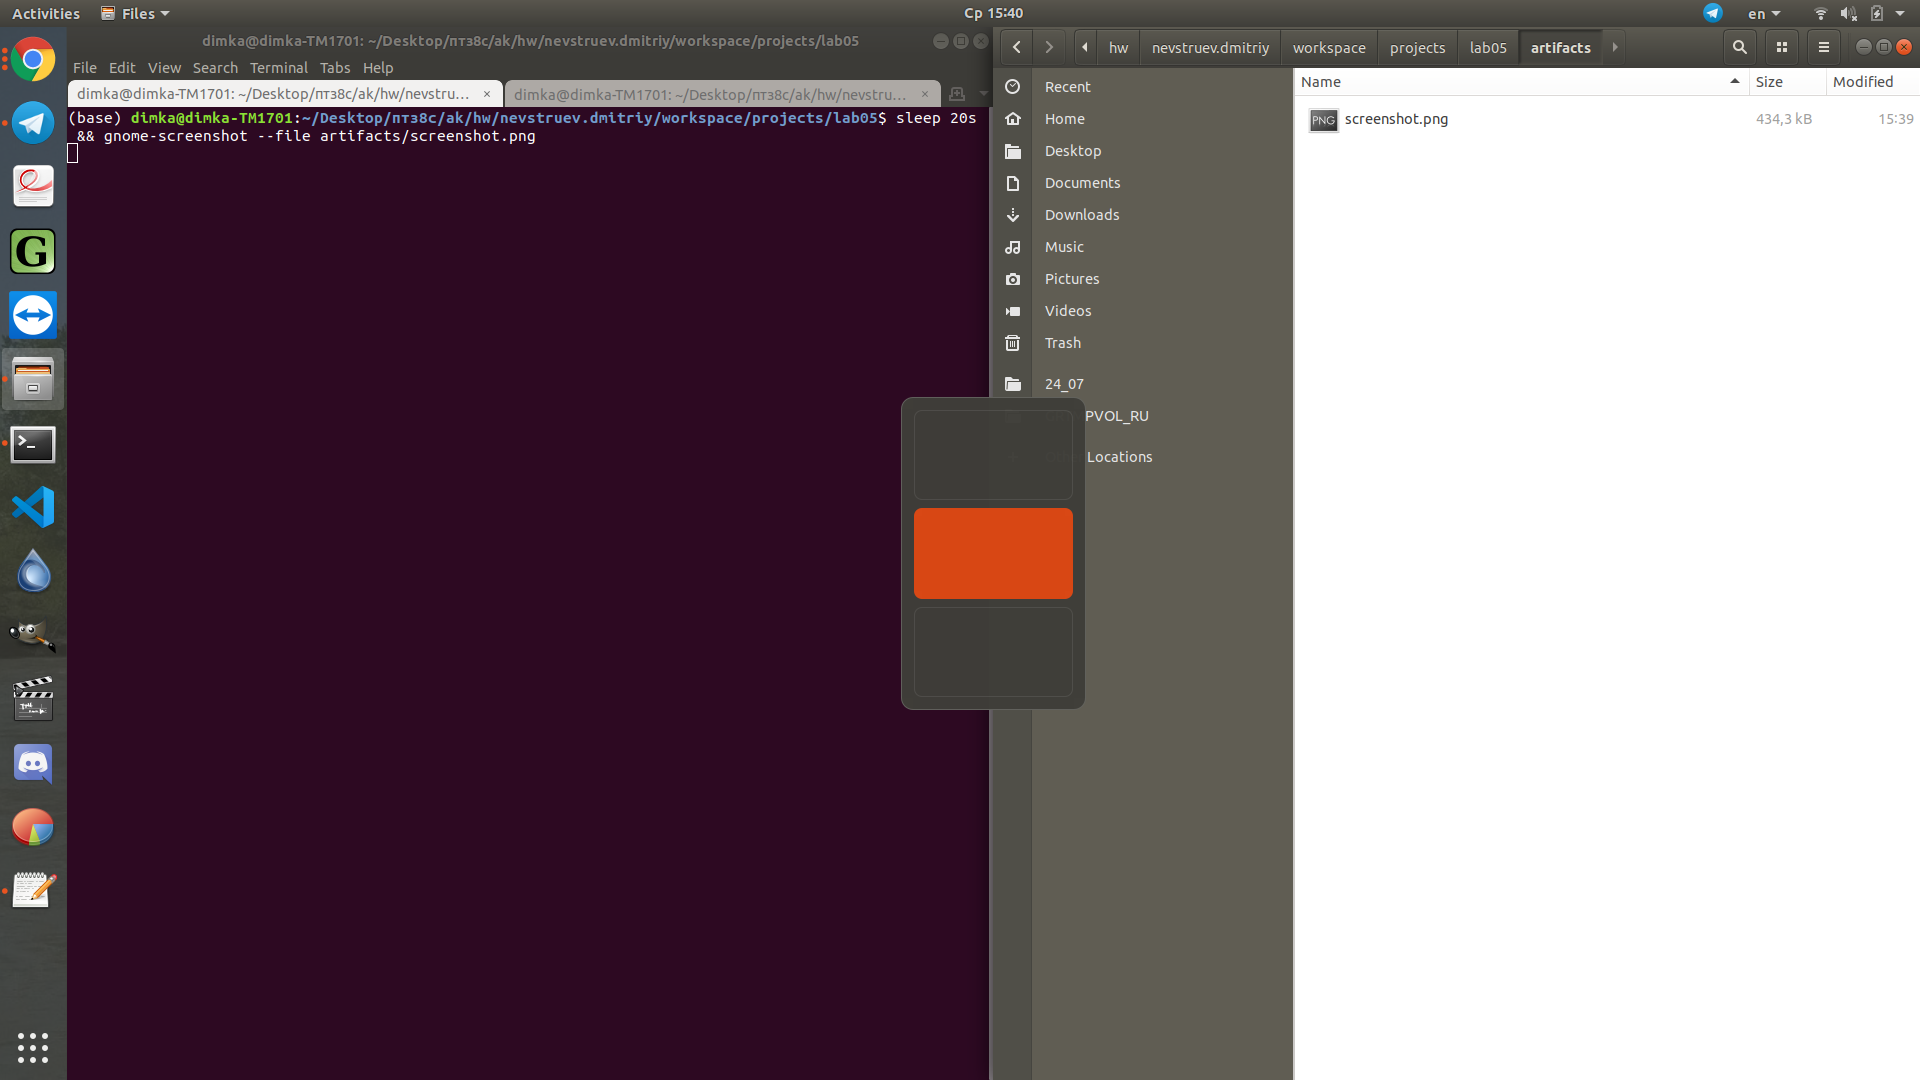 Activities
Files
Ср 15:40
en
dimka@dimka-TM1701: ~/Desktop/птз8с/ak/hw/nevstruev.dmitriy/workspace/projects/lab05
File Edit View Search Terminal Tabs Help
dimka@dimka-TM1701: ~/Desktop/птз8с/ak/hw/nevstru... ×
dimka@dimka-TM1701: ~/Desktop/птз8с/ak/hw/nevstru... ×
(base) dimka@dimka-TM1701:~/Desktop/птз8с/ak/hw/nevstruev.dmitriy/workspace/projects/lab05$ sleep 20s
&& gnome-screenshot --file artifacts/screenshot.png
hw nevstruev.dmitriy workspace projects lab05 artifacts
Recent
Home
Desktop
Documents
Downloads
Music
Pictures
Videos
Trash
24_07
PVOL_RU
Locations
Name Size Modified
PNG screenshot.png 434,3 kB 15:39
G